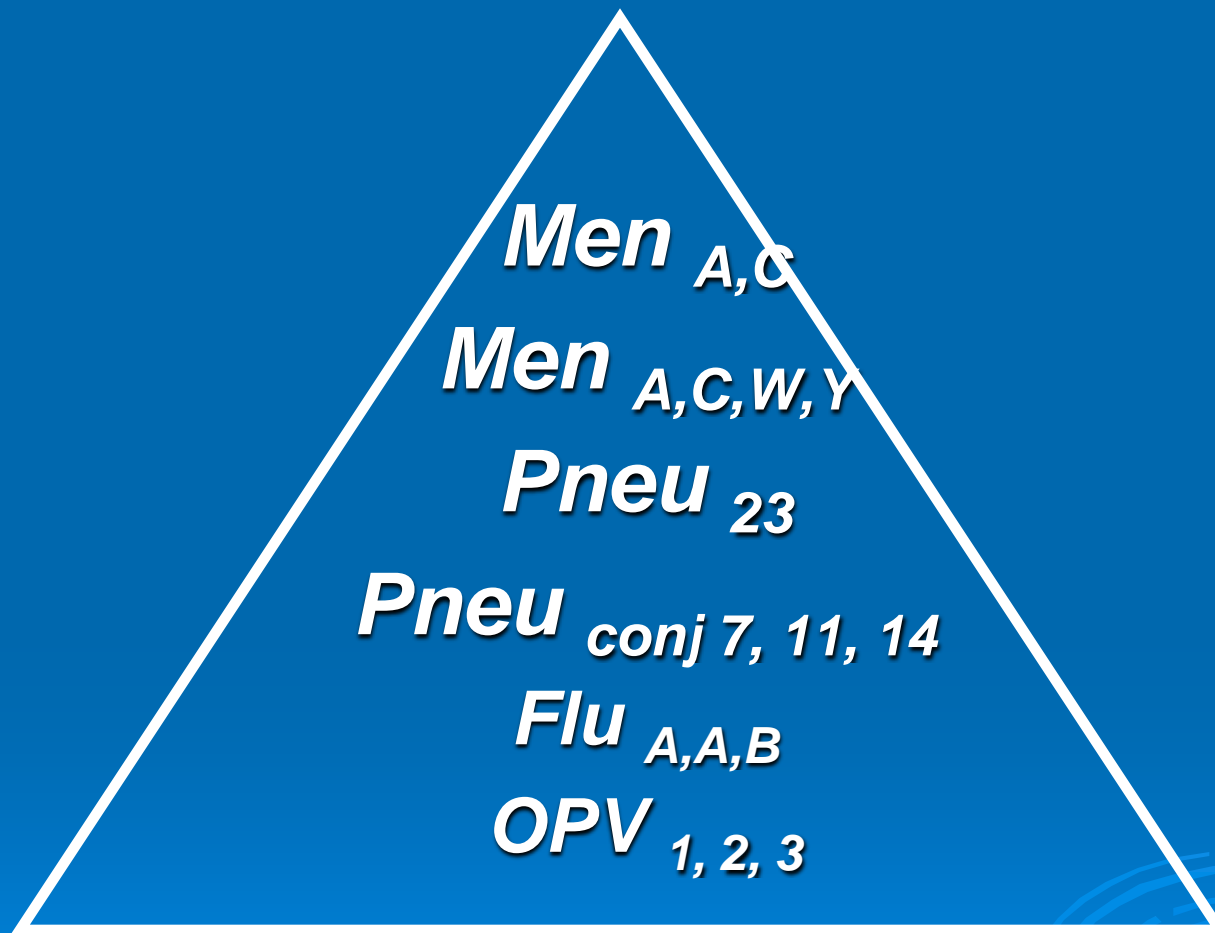 Men A,C
Men A,C,W,Y
Pneu 23
Pneu conj 7, 11, 14
Flu A,A,B
OPV 1, 2, 3